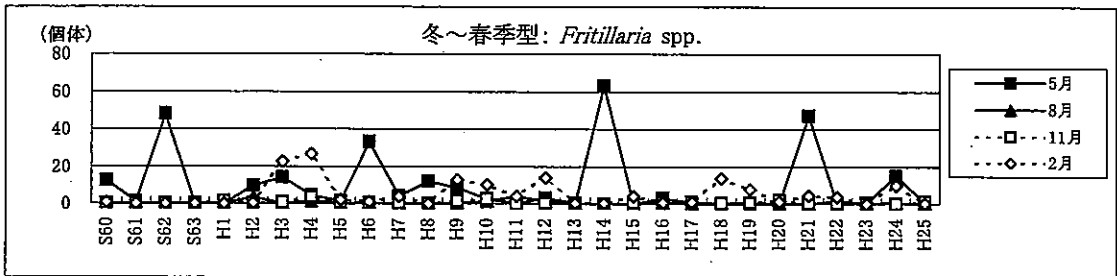 (個体)
冬～春季型: Fritillaria spp.
80
60
40
20
0
S60 S61 S62 S63 H1 H2 H3 H4 H5 H6 H7 H8 H9 H10 H11 H12 H13 H14 H15 H16 H17 H18 H19 H20 H21 H22 H23 H24 H25
5月
8月
11月
2月